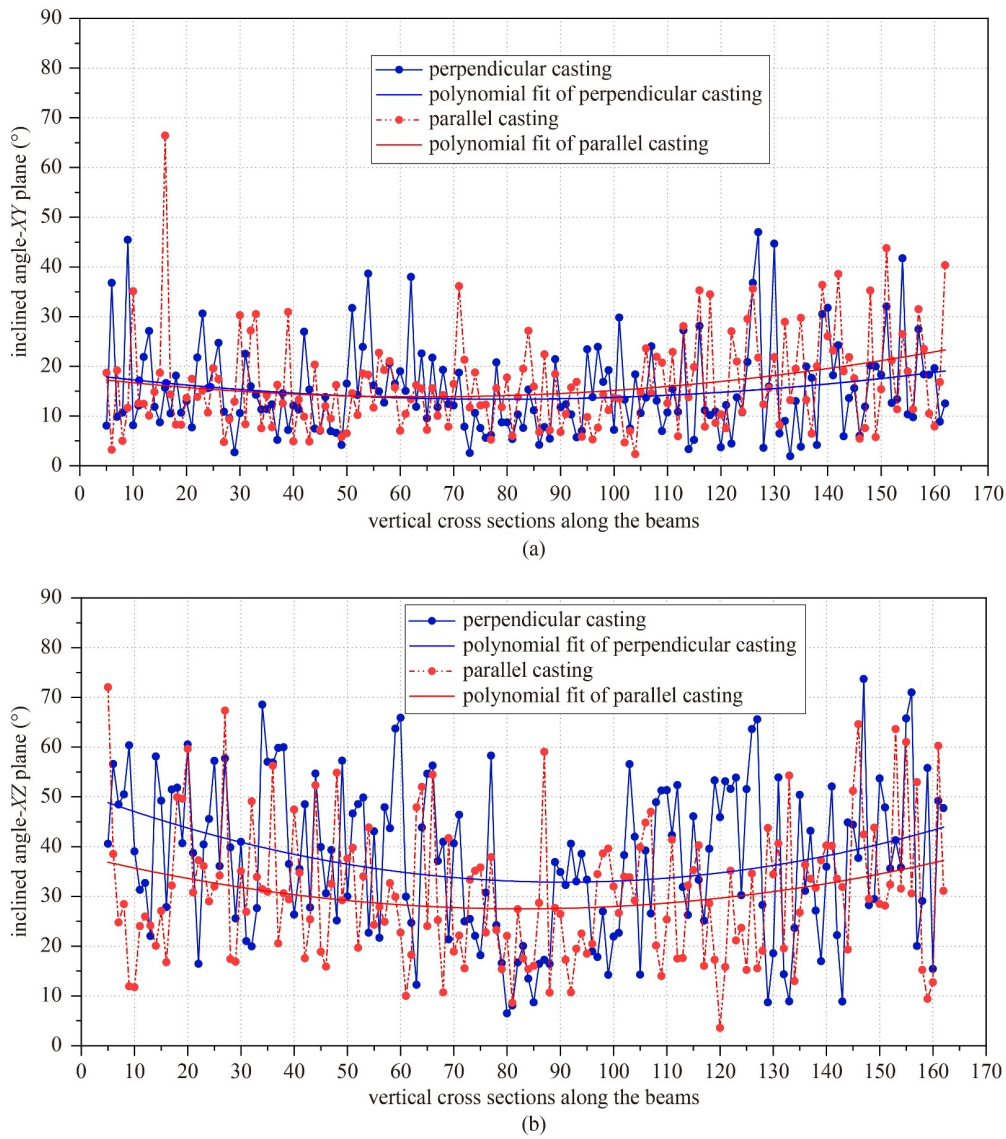 90
80
70
60
50
40
30
20
10
0
inclined angle-XY plane (°)
perpendicular casting
polynomial fit of perpendicular casting
parallel casting
polynomial fit of parallel casting
0 10 20 30 40 50 60 70 80 90 100 110 120 130 140 150 160 170
vertical cross sections along the beams
(a)
90
80
70
60
50
40
30
20
10
0
inclined angle-XZ plane (°)
perpendicular casting
polynomial fit of perpendicular casting
parallel casting
polynomial fit of parallel casting
0 10 20 30 40 50 60 70 80 90 100 110 120 130 140 150 160 170
vertical cross sections along the beams
(b)